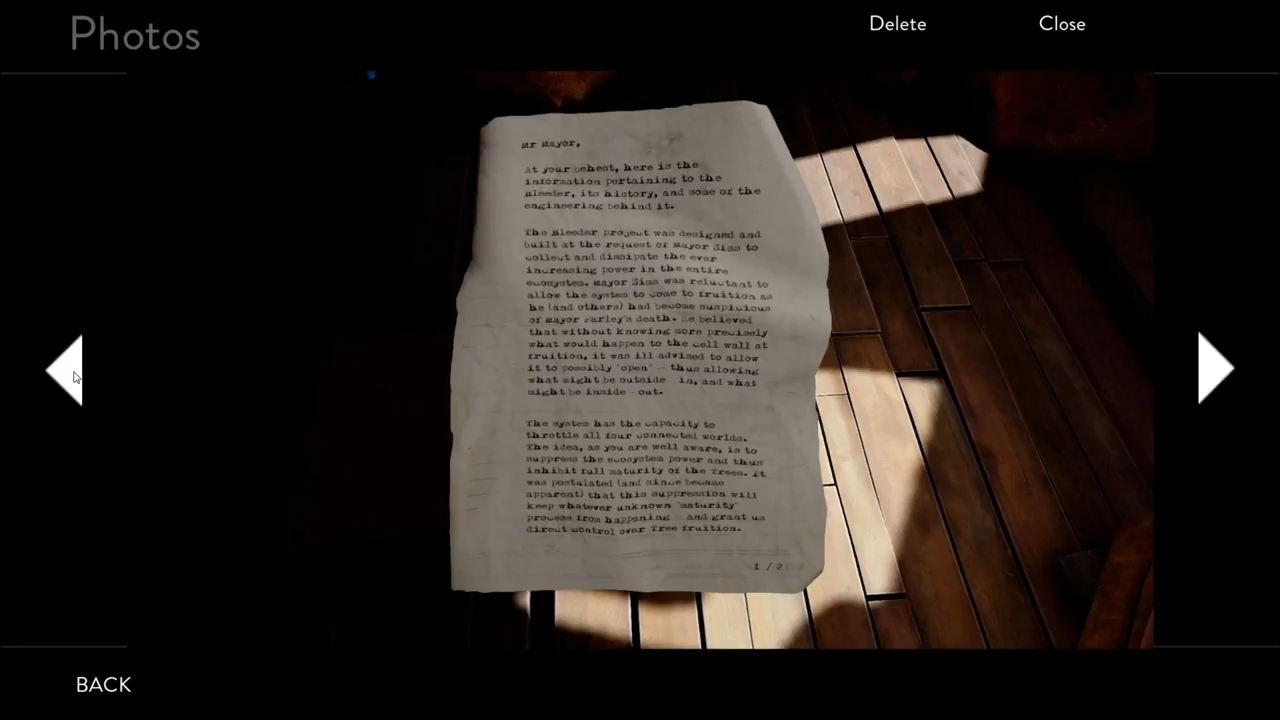 Photos
Delete
Close
Mr Mayor,
At your behest, here is the
information pertaining to the
Bleeder, its history, and some of the
engineering behind it.
The Bleeder project was designed and
built at the request of Mayor Sims to
collect and dissipate the ever
increasing power in the entire
ecosystem. Mayor Sims was reluctant to
allow the system to come to fruition as
he (and others) had become suspicious
of Mayor Farley's death. He believed
that without knowing more precisely
what would happen to the cell wall at
fruition, it was ill advised to allow
it to possibly "open" - thus allowing
what might be outside - in, and what
might be inside - out.
The system has the capacity to
throttle all four connected worlds.
The idea, as you are well aware, is to
suppress the ecosystem power and thus
inhibit full maturity of the Trees. It
was postulated (and since became
apparent) that this suppression will
keep whatever unknown "maturity"
process from happening - and grant us
direct control over Tree fruition.
1 / 2
BACK